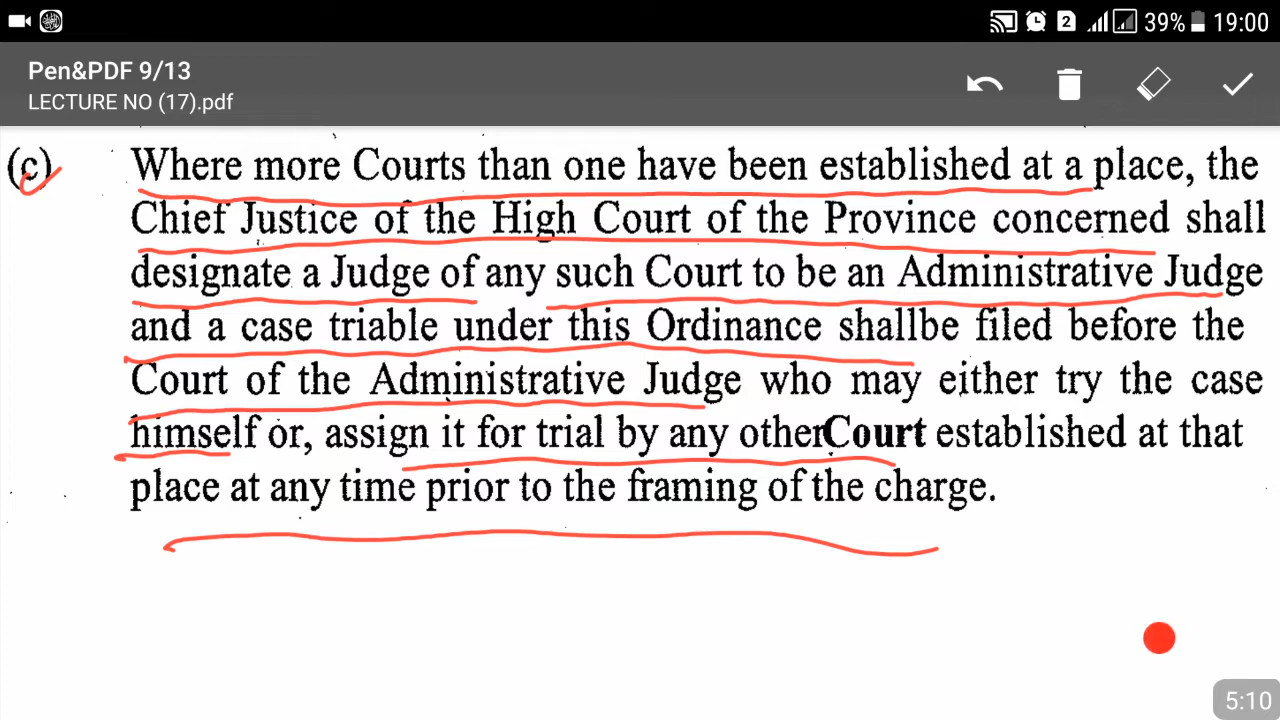 39% 19:00
2
Pen&PDF 9/13
LECTURE NO (17).pdf
(c) Where more Courts than one have been established at a place, the
Chief Justice of the High Court of the Province concerned shall
designate a Judge of any such Court to be an Administrative Judge
and a case triable under this Ordinance shallbe filed before the
Court of the Administrative Judge who may either try the case
himself or, assign it for trial by any otherCourt established at that
place at any time prior to the framing of the charge.
5:10